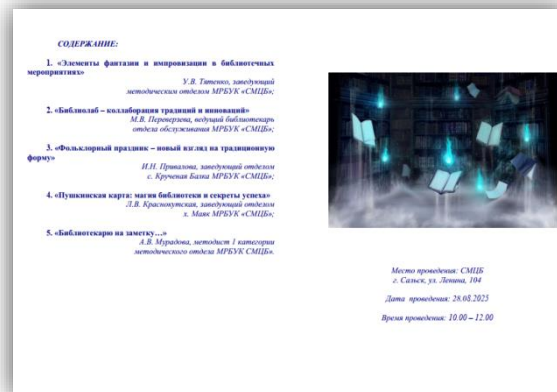 СОДЕРЖАНИЕ:
1. «Элементы фантазии и импровизации в библиотечных
мероприятиях»
У.В. Титенко, заведующий
методическим отделом МРБУК «СМЦБ»;
2. «Библиолаб – коллаборация традиций и инноваций»
М.В. Переверзева, ведущий библиотекарь
отдела обслуживания МРБУК «СМЦБ»;
3. «Фольклорный праздник – новый взгляд на традиционную
форму»
И.Н. Привалова, заведующий отделом
с. Крученая Балка МРБУК «СМЦБ»;
4. «Пушкинская карта: магия библиотеки и секреты успеха»
Л.В. Краснокутская, заведующий отделом
х. Маяк МРБУК «СМЦБ»;
5. «Библиотекарю на заметку…»
А.В. Мурадова, методист 1 категории
методического отдела МРБУК СМЦБ».
Место проведения: СМЦБ
г. Сальск, ул. Ленина, 104
Дата проведения: 28.08.2025
Время проведения: 10.00 – 12.00